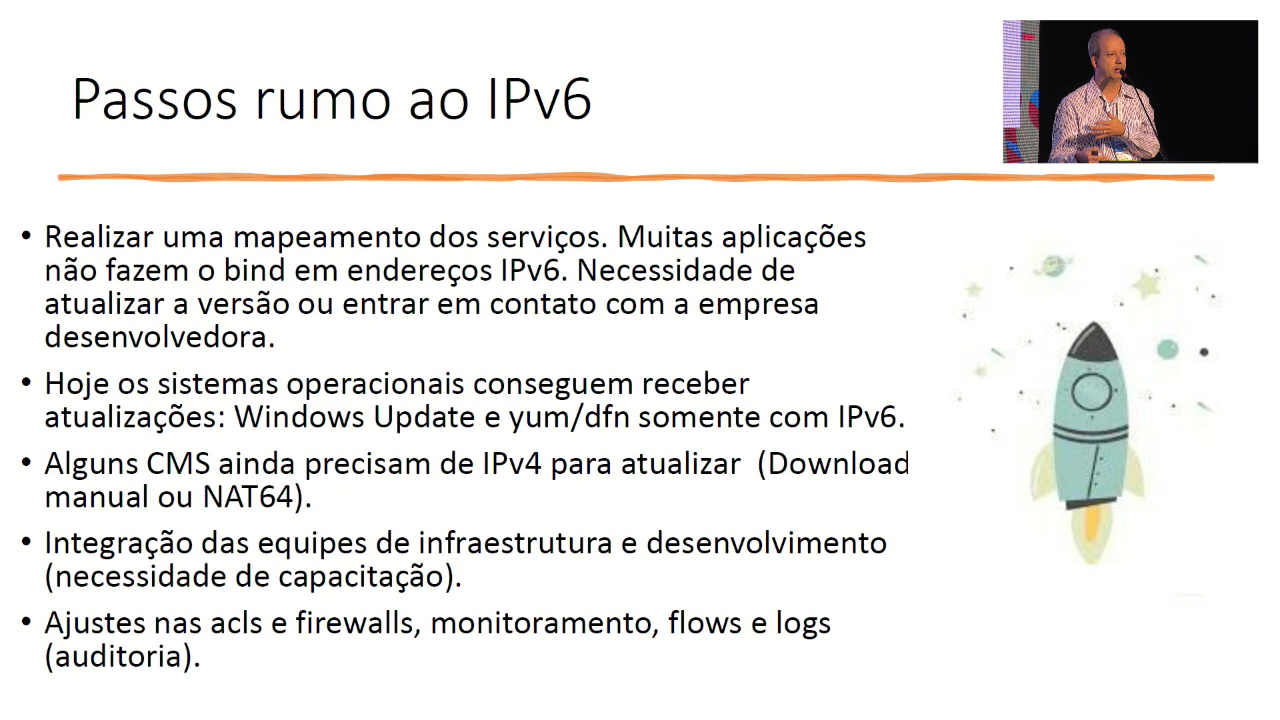 Passos rumo ao IPv6
• Realizar uma mapeamento dos serviços. Muitas aplicações
não fazem o bind em endereços IPv6. Necessidade de
atualizar a versão ou entrar em contato com a empresa
desenvolvedora.
• Hoje os sistemas operacionais conseguem receber
atualizações: Windows Update e yum/dfn somente com IPv6.
• Alguns CMS ainda precisam de IPv4 para atualizar (Download
manual ou NAT64).
• Integração das equipes de infraestrutura e desenvolvimento
(necessidade de capacitação).
• Ajustes nas acls e firewalls, monitoramento, flows e logs
(auditoria).